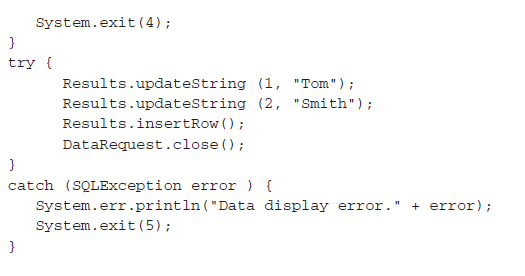 System.exit(4);
}
try {
Results.updateString (1, "Tom");
Results.updateString (2, "Smith");
Results.insertRow();
DataRequest.close();
}
catch (SQLException error ) {
System.err.println("Data display error." + error);
System.exit(5);
}